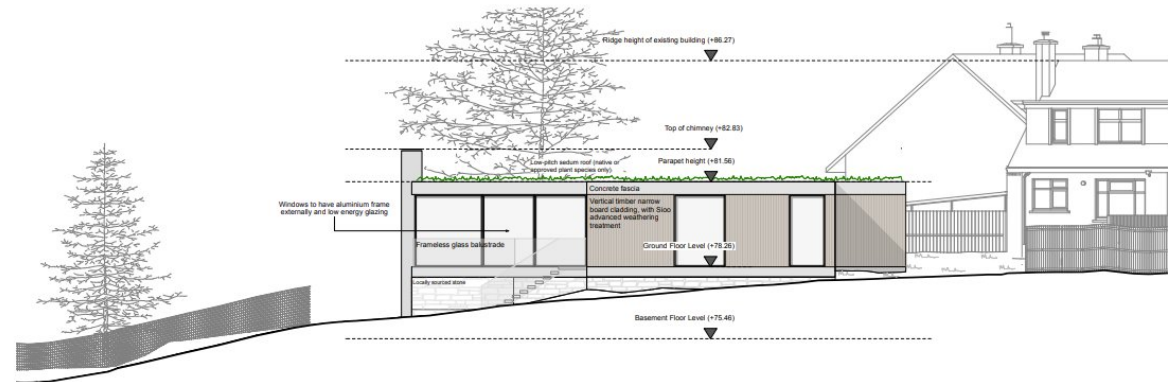 Ridge height of existing building (+86.27)
Top of chimney (+82.83)
Low-pitch sedum roof (native or
approved plant species only)
Parapet height (+81.56)
Concrete fascia
Windows to have aluminium frame
externally and low energy glazing
Vertical timber narrow
board cladding, with Sioo
advanced weathering
treatment
Frameless glass balustrade
Ground Floor Level (+78.26)
Locally sourced stone
Basement Floor Level (+75.46)